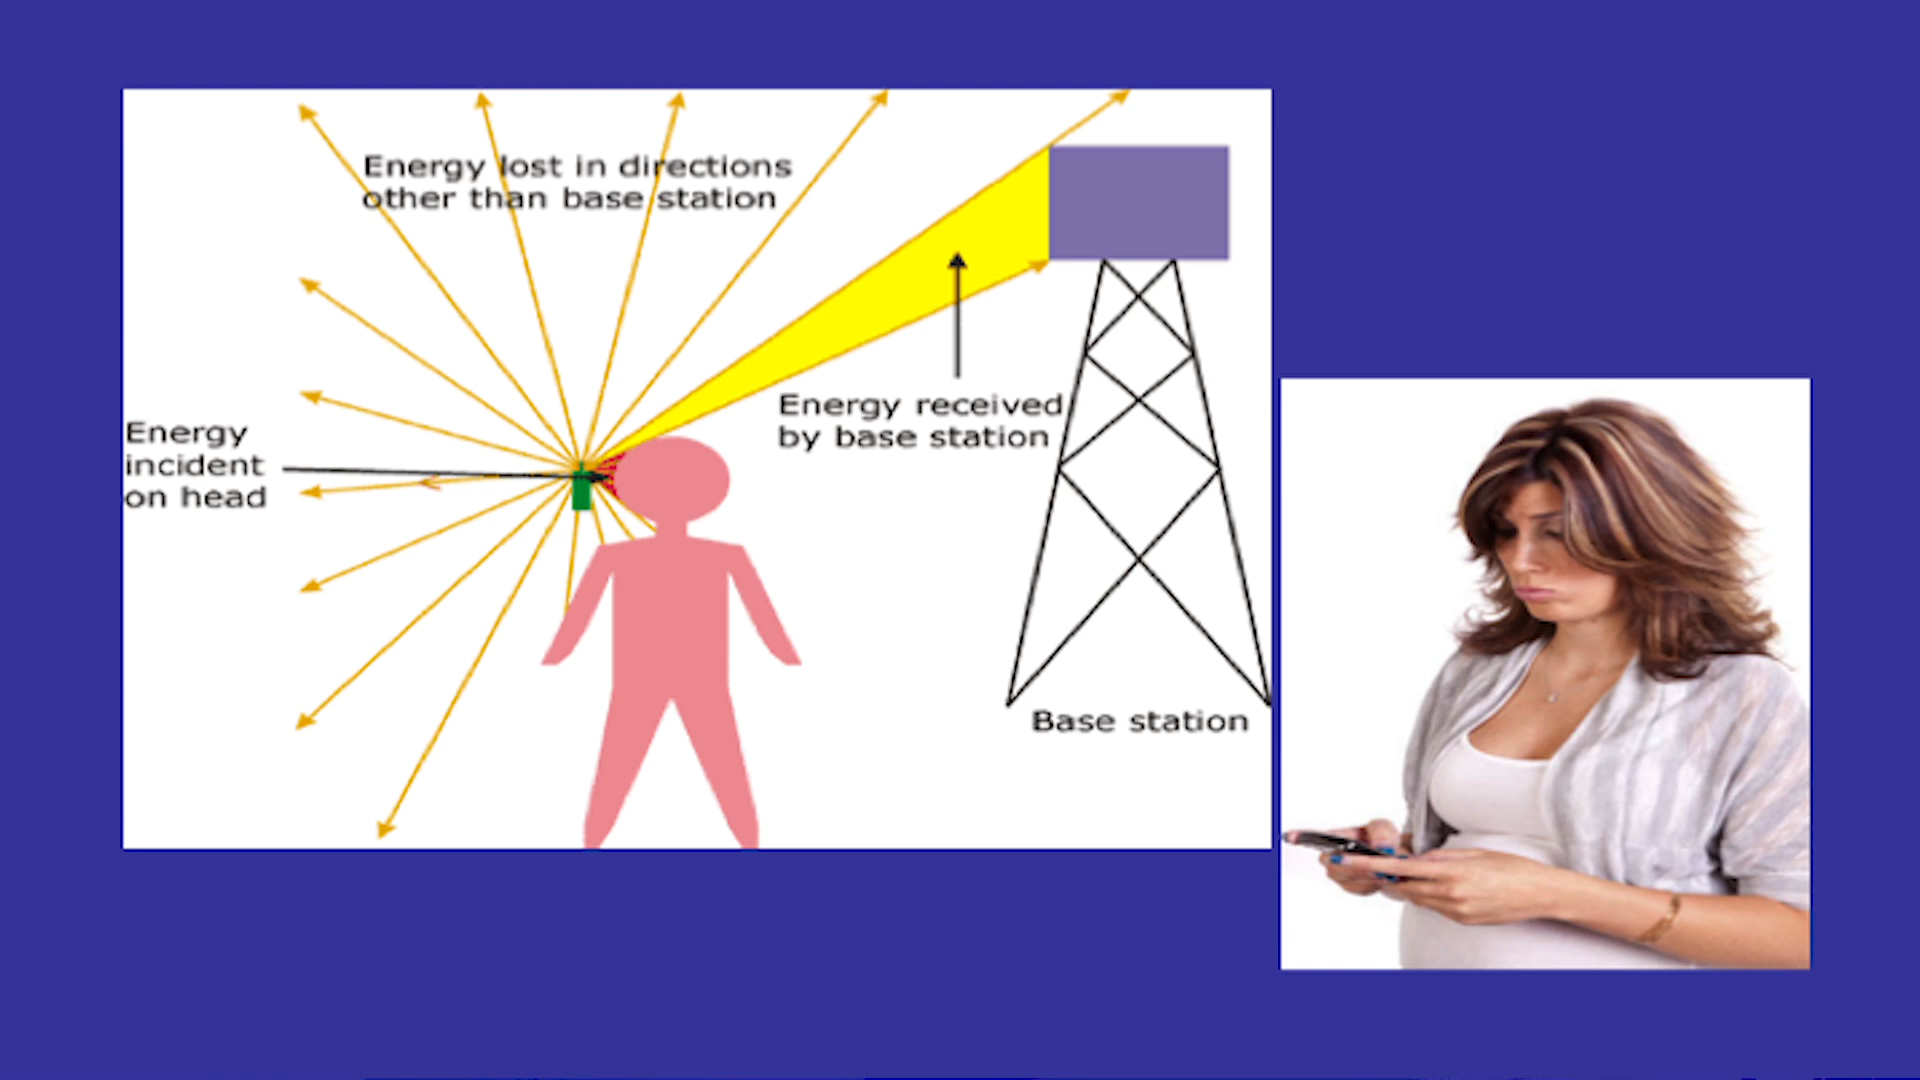 Energy lost in directions
other than base station
Energy received
by base station
Energy
incident
on head
Base station